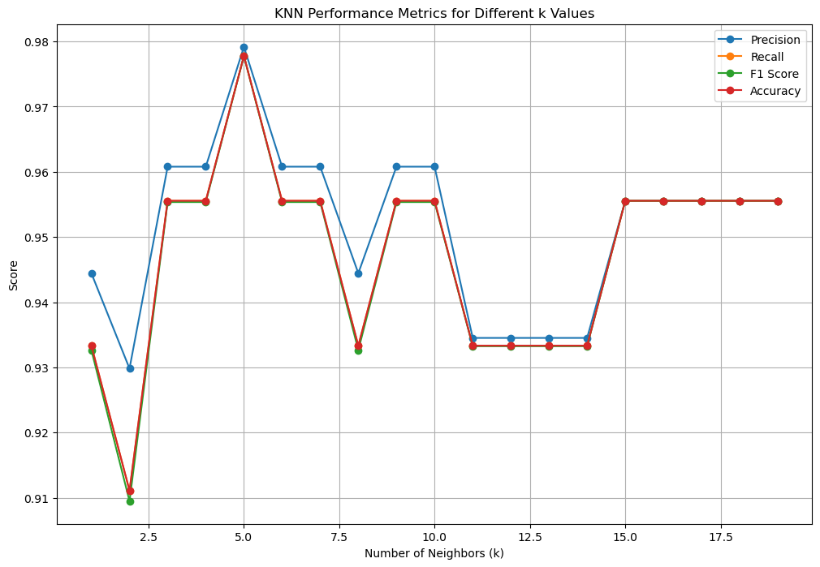 KNN Performance Metrics for Different k Values
Precision
Recall
F1 Score
Accuracy
0.98
0.97
0.96
0.95
0.94
0.93
0.92
0.91
Score
2.5
5.0
7.5
10.0
12.5
15.0
17.5
Number of Neighbors (k)